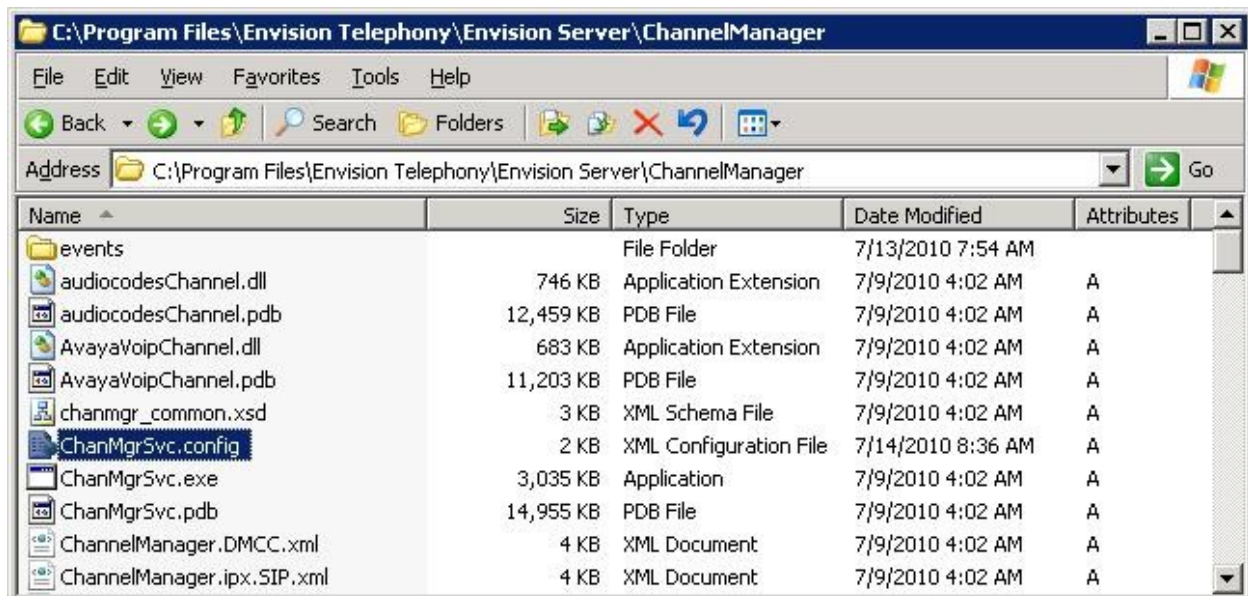 C:\Program Files\Envision Telephony\Envision Server\ChannelManager
File Edit View Favorites Tools Help
Back Search Folders
Address C:\Program Files\Envision Telephony\Envision Server\ChannelManager Go
Name Size Type Date Modified Attributes
events File Folder 7/13/2010 7:54 AM
audiocodesChannel.dll 746 KB Application Extension 7/9/2010 4:02 AM A
audiocodesChannel.pdb 12,459 KB PDB File 7/9/2010 4:02 AM A
AvayaVoipChannel.dll 683 KB Application Extension 7/9/2010 4:02 AM A
AvayaVoipChannel.pdb 11,203 KB PDB File 7/9/2010 4:02 AM A
chanmgr_common.xsd 3 KB XML Schema File 7/9/2010 4:02 AM A
ChanMgrSvc.config 2 KB XML Configuration File 7/14/2010 8:36 AM A
ChanMgrSvc.exe 3,035 KB Application 7/9/2010 4:02 AM A
ChanMgrSvc.pdb 14,955 KB PDB File 7/9/2010 4:02 AM A
ChannelManager.DMCC.xml 4 KB XML Document 7/9/2010 4:02 AM A
ChannelManager.ipx.SIP.xml 4 KB XML Document 7/9/2010 4:02 AM A